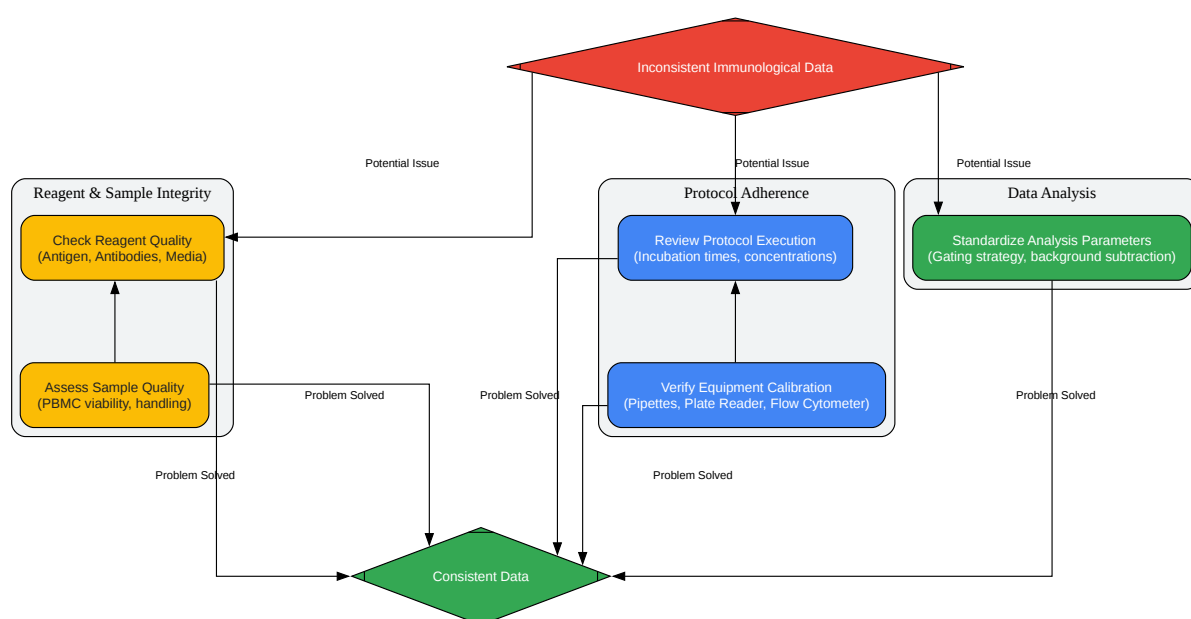 Inconsistent Immunological Data
Potential Issue
Potential Issue
Potential Issue
Reagent & Sample Integrity
Protocol Adherence
Data Analysis
Check Reagent Quality
(Antigen, Antibodies, Media)
Review Protocol Execution
(Incubation times, concentrations)
Standardize Analysis Parameters
(Gating strategy, background subtraction)
Assess Sample Quality
(PBMC viability, handling)
Problem Solved
Problem Solved
Verify Equipment Calibration
(Pipettes, Plate Reader, Flow Cytometer)
Problem Solved
Problem Solved
Problem Solved
Consistent Data